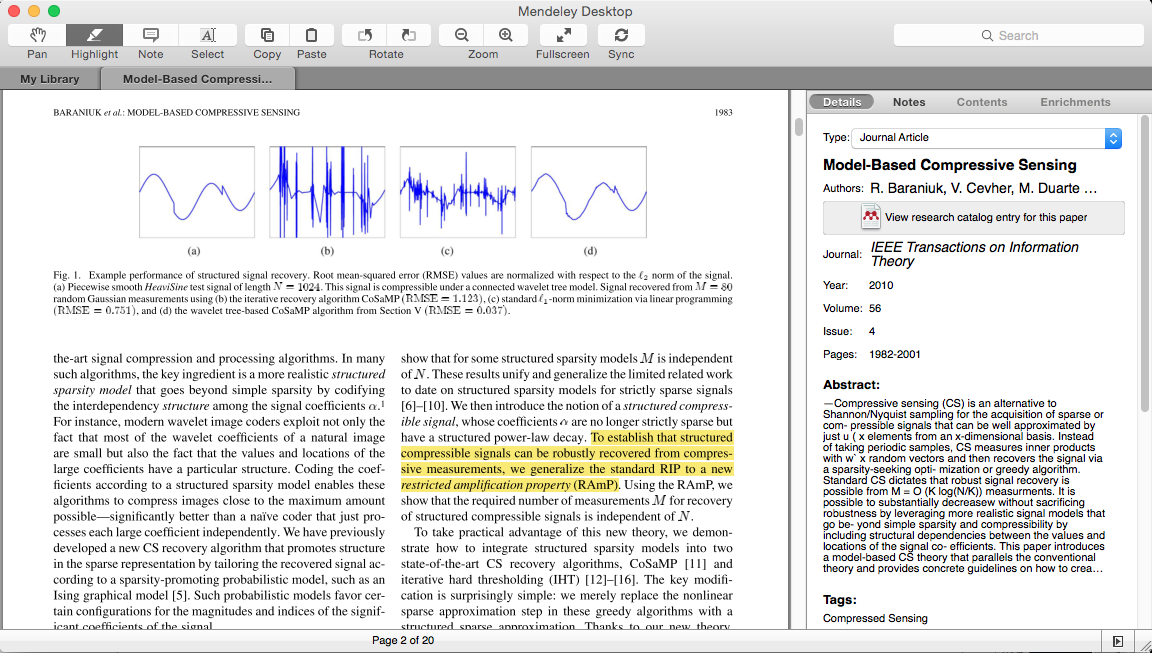 Mendeley Desktop
Pan
Highlight
Note
Select
Copy
Paste
Rotate
Zoom
Fullscreen
Sync
Search
My Library
Model-Based Compressi...
BARANIUK et al.: MODEL-BASED COMPRESSIVE SENSING
1983
(a)
(b)
(c)
(d)
Fig. 1. Example performance of structured signal recovery. Root mean-squared error (RMSE) values are normalized with respect to the ℓ2 norm of the signal.
(a) Piecewise smooth HeaviSine test signal of length N = 1024. This signal is compressible under a connected wavelet tree model. Signal recovered from M = 80
random Gaussian measurements using (b) the iterative recovery algorithm CoSaMP (RMSE = 1.123), (c) standard ℓ1-norm minimization via linear programming
(RMSE = 0.751), and (d) the wavelet tree-based CoSaMP algorithm from Section V (RMSE = 0.037).
the-art signal compression and processing algorithms. In many
such algorithms, the key ingredient is a more realistic structured
sparsity model that goes beyond simple sparsity by codifying
the interdependency structure among the signal coefficients α.1
For instance, modern wavelet image coders exploit not only the
fact that most of the wavelet coefficients of a natural image
are small but also the fact that the values and locations of the
large coefficients have a particular structure. Coding the coef-
ficients according to a structured sparsity model enables these
algorithms to compress images close to the maximum amount
possible—significantly better than a naïve coder that just pro-
cesses each large coefficient independently. We have previously
developed a new CS recovery algorithm that promotes structure
in the sparse representation by tailoring the recovered signal ac-
cording to a sparsity-promoting probabilistic model, such as an
Ising graphical model [5]. Such probabilistic models favor cer-
tain configurations for the magnitudes and indices of the signif-
icant coefficients of the signal.
show that for some structured sparsity models M is independent
of N. These results unify and generalize the limited related work
to date on structured sparsity models for strictly sparse signals
[6]–[10]. We then introduce the notion of a structured compress-
ible signal, whose coefficients α are no longer strictly sparse but
have a structured power-law decay. To establish that structured
compressible signals can be robustly recovered from compres-
sive measurements, we generalize the standard RIP to a new
restricted amplification property (RAmP). Using the RAmP, we
show that the required number of measurements M for recovery
of structured compressible signals is independent of N.
To take practical advantage of this new theory, we demon-
strate how to integrate structured sparsity models into two
state-of-the-art CS recovery algorithms, CoSaMP [11] and
iterative hard thresholding (IHT) [12]–[16]. The key modifi-
cation is surprisingly simple: we merely replace the nonlinear
sparse approximation step in these greedy algorithms with a
structured sparse approximation. Thanks to our new theory,
Page 2 of 20
Details
Notes
Contents
Enrichments
Type: Journal Article
Model-Based Compressive Sensing
Authors: R. Baraniuk, V. Cevher, M. Duarte ...
View research catalog entry for this paper
Journal: IEEE Transactions on Information
Theory
Year: 2010
Volume: 56
Issue: 4
Pages: 1982-2001
Abstract:
—Compressive sensing (CS) is an alternative to
Shannon/Nyquist sampling for the acquisition of sparse or
com- pressible signals that can be well approximated by
just u ( x elements from an x-dimensional basis. Instead
of taking periodic samples, CS measures inner products
with w` x random vectors and then recovers the signal via
a sparsity-seeking opti- mization or greedy algorithm.
Standard CS dictates that robust signal recovery is
possible from M = O (K log(N/K)) measurments. It is
possible to substantially decreasew without sacrificing
robustness by leveraging more realistic signal models that
go be- yond simple sparsity and compressibility by
including structural dependencies between the values and
locations of the signal co- efficients. This paper introduces
a model-based CS theory that parallels the conventional
theory and provides concrete guidelines on how to crea...
Tags:
Compressed Sensing